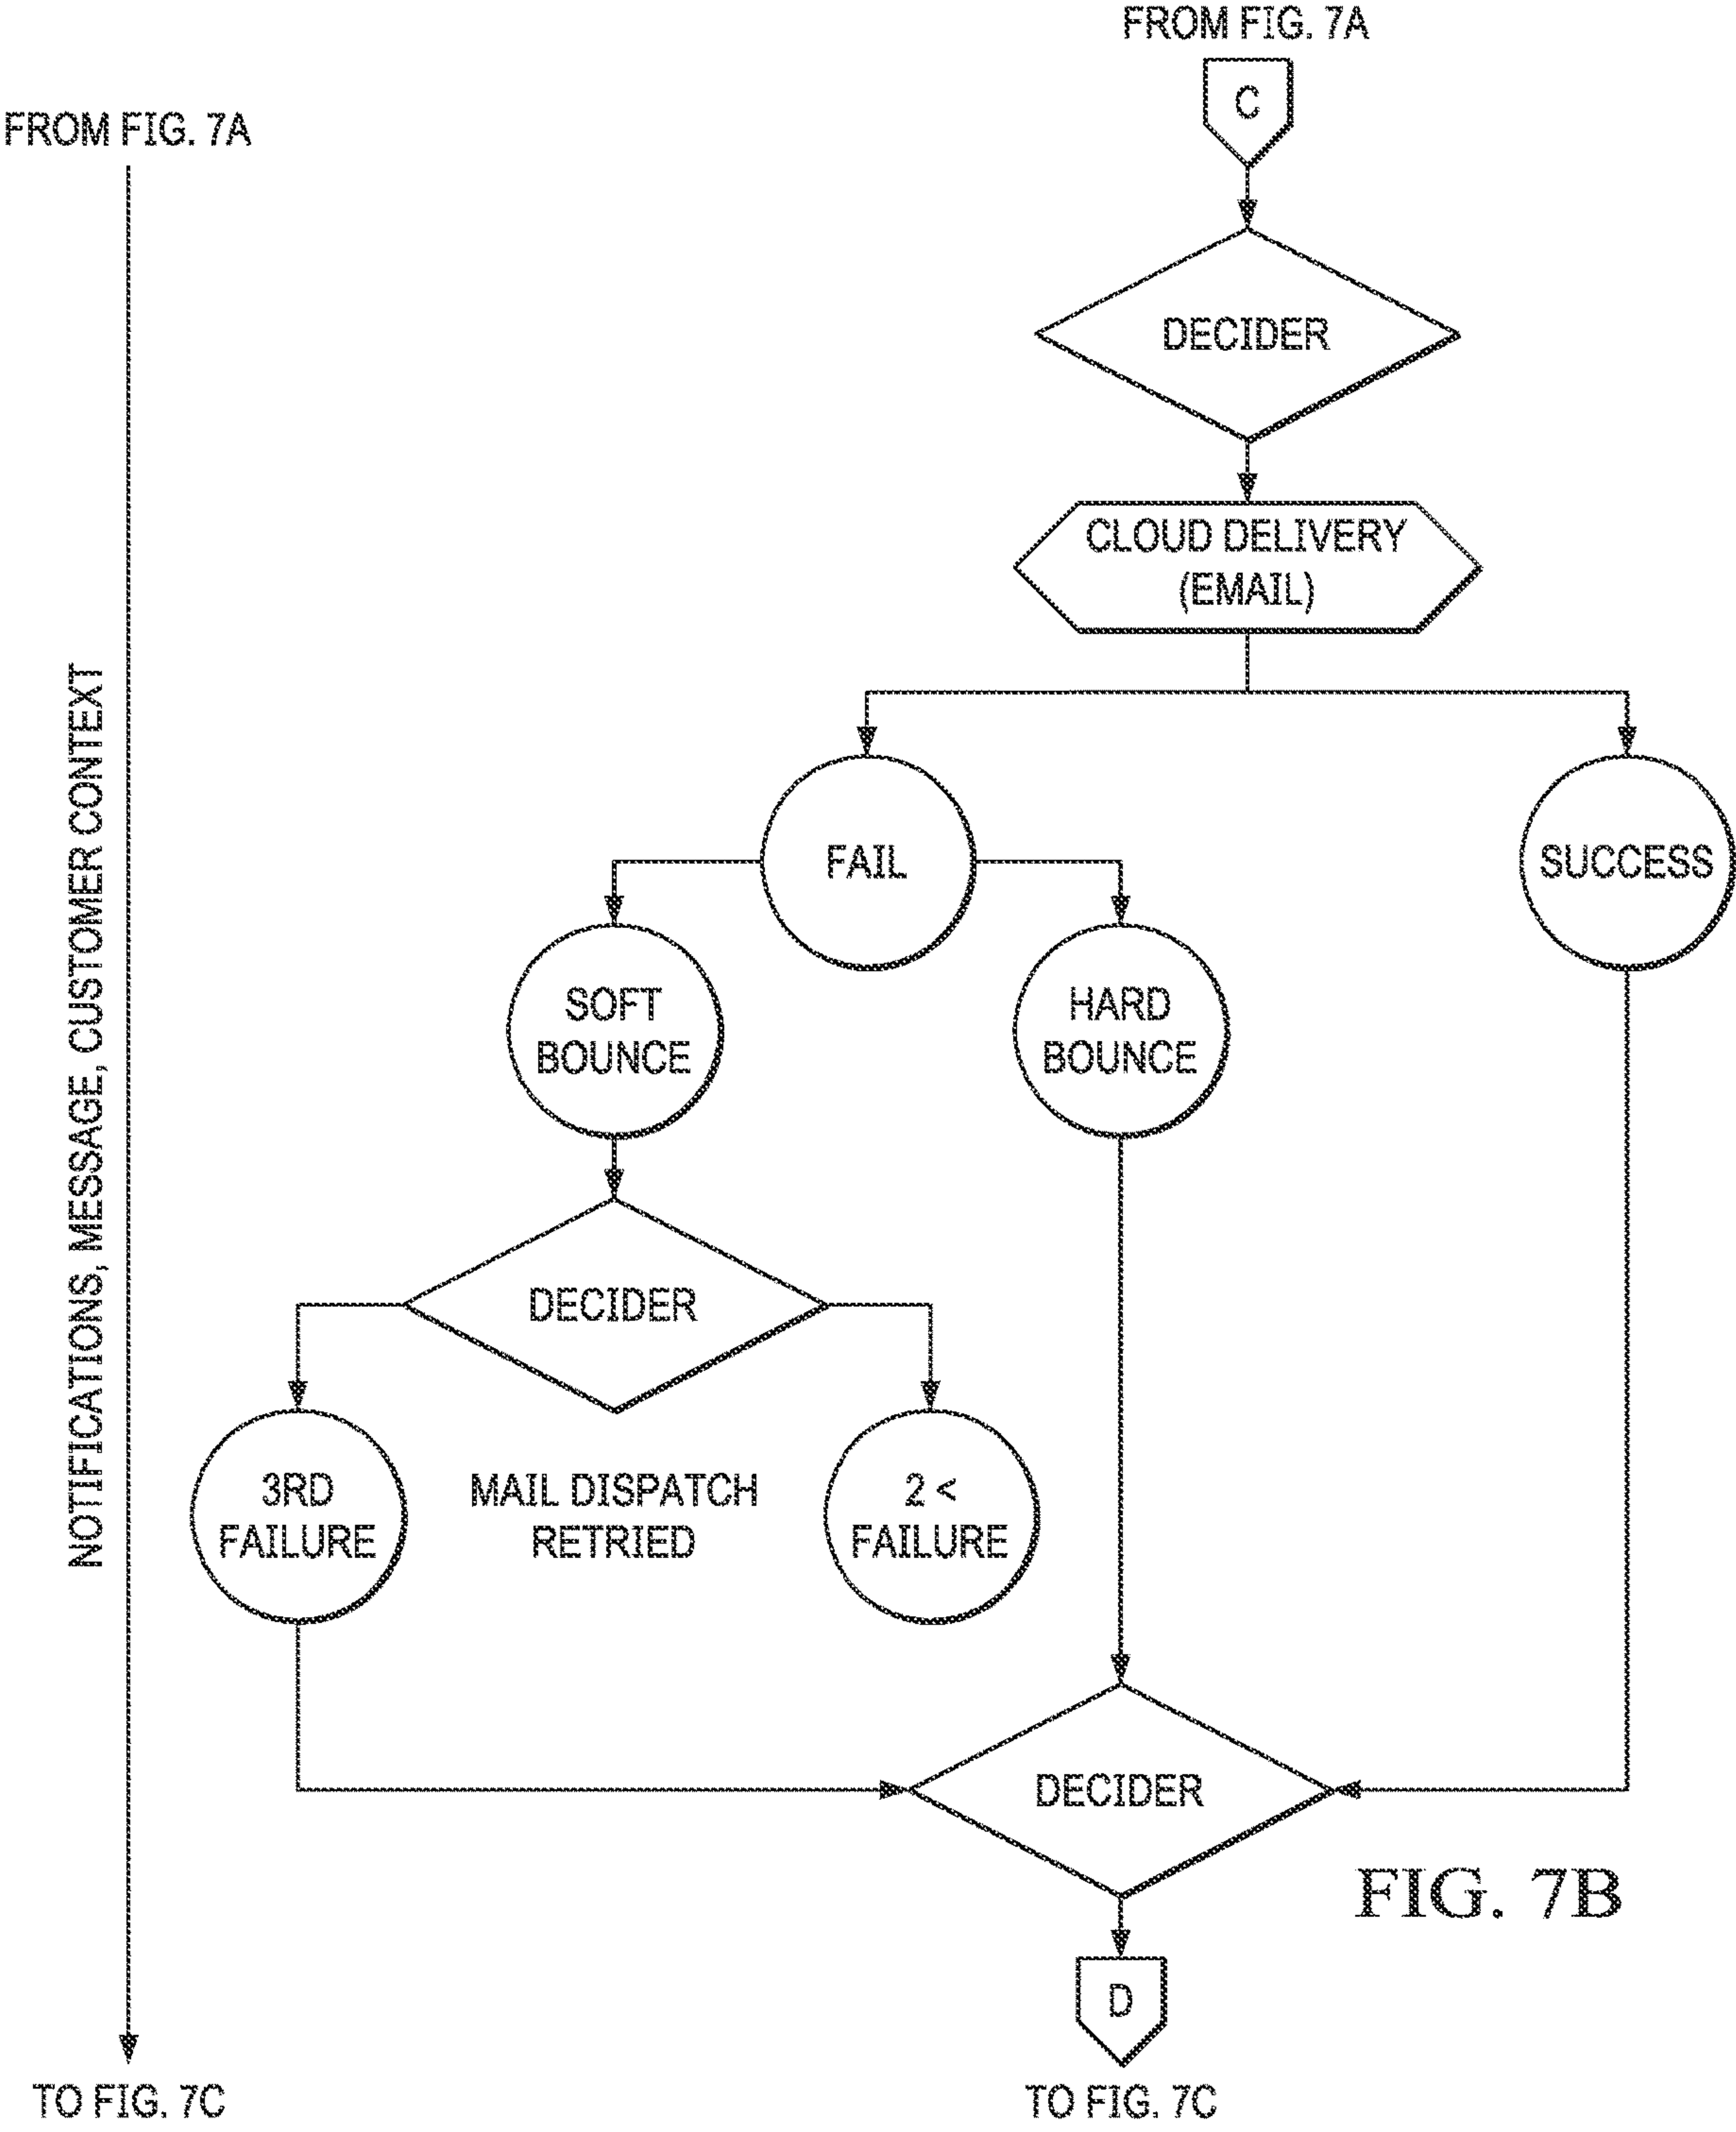 FROM FIG. 7A
C
FROM FIG. 7A
DECIDER
CLOUD DELIVERY
(EMAIL)
NOTIFICATIONS, MESSAGE, CUSTOMER CONTEXT
FAIL
SUCCESS
SOFT
BOUNCE
HARD
BOUNCE
DECIDER
3RD
FAILURE
MAIL DISPATCH
RETRIED
2 <
FAILURE
DECIDER
FIG. 7B
D
TO FIG. 7C
TO FIG. 7C